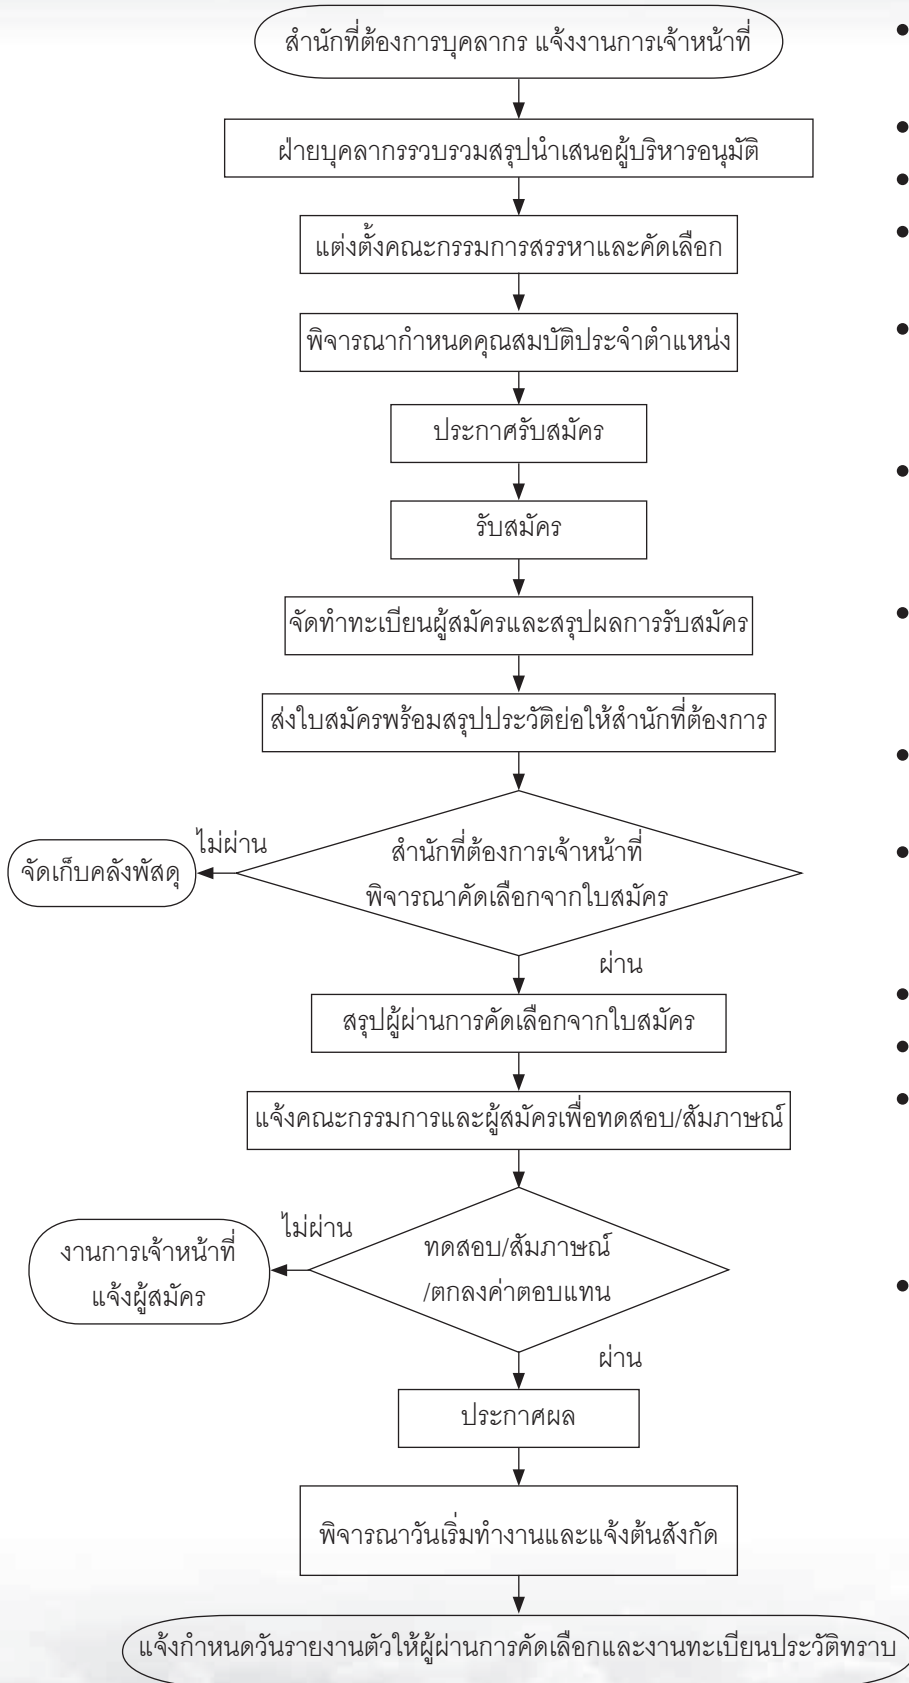 สำนักที่ต้องการบุคลากร แจ้งงานการเจ้าหน้าที่
ฝ่ายบุคลากรรวบรวมสรุปนำเสนอผู้บริหารอนุมัติ
แต่งตั้งคณะกรรมการสรรหาและคัดเลือก
พิจารณากำหนดคุณสมบัติประจำตำแหน่ง
ประกาศรับสมัคร
รับสมัคร
จัดทำทะเบียนผู้สมัครและสรุปผลการรับสมัคร
ส่งใบสมัครพร้อมสรุปประวัติย่อให้สำนักที่ต้องการ
สำนักที่ต้องการเจ้าหน้าที่
พิจารณาคัดเลือกจากใบสมัคร
ไม่ผ่าน
จัดเก็บคลังพัสดุ
ผ่าน
สรุปผู้ผ่านการคัดเลือกจากใบสมัคร
แจ้งคณะกรรมการและผู้สมัครเพื่อทดสอบ/สัมภาษณ์
ทดสอบ/สัมภาษณ์
/ตกลงค่าตอบแทน
ไม่ผ่าน
งานการเจ้าหน้าที่
แจ้งผู้สมัคร
ผ่าน
ประกาศผล
พิจารณาวันเริ่มทำงานและแจ้งต้นสังกัด
แจ้งกำหนดวันรายงานตัวให้ผู้ผ่านการคัดเลือกและงานทะเบียนประวัติทราบ